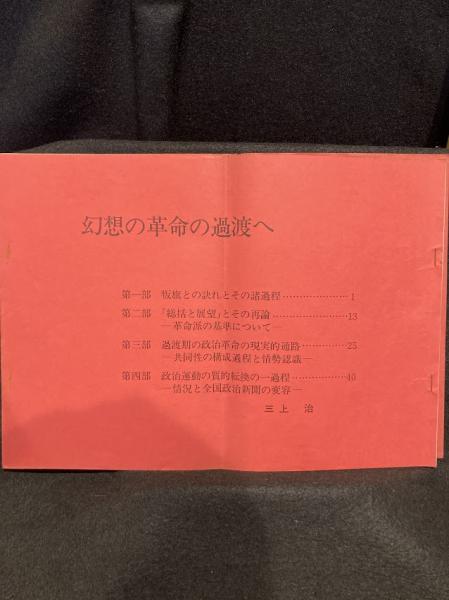 幻想の革命の過渡へ
第一部 叛旗との訣れとその諸過程…………………1
第二部 「総括と展望」とその再論…………………13
―革命派の基準について―
第三部 過渡期の政治革命の現実的通路……………25
―共同性の構成過程と情勢認識―
第四部 政治運動の質的転換の一過程………………40
―情況と全国政治新聞の変容―
三上 治